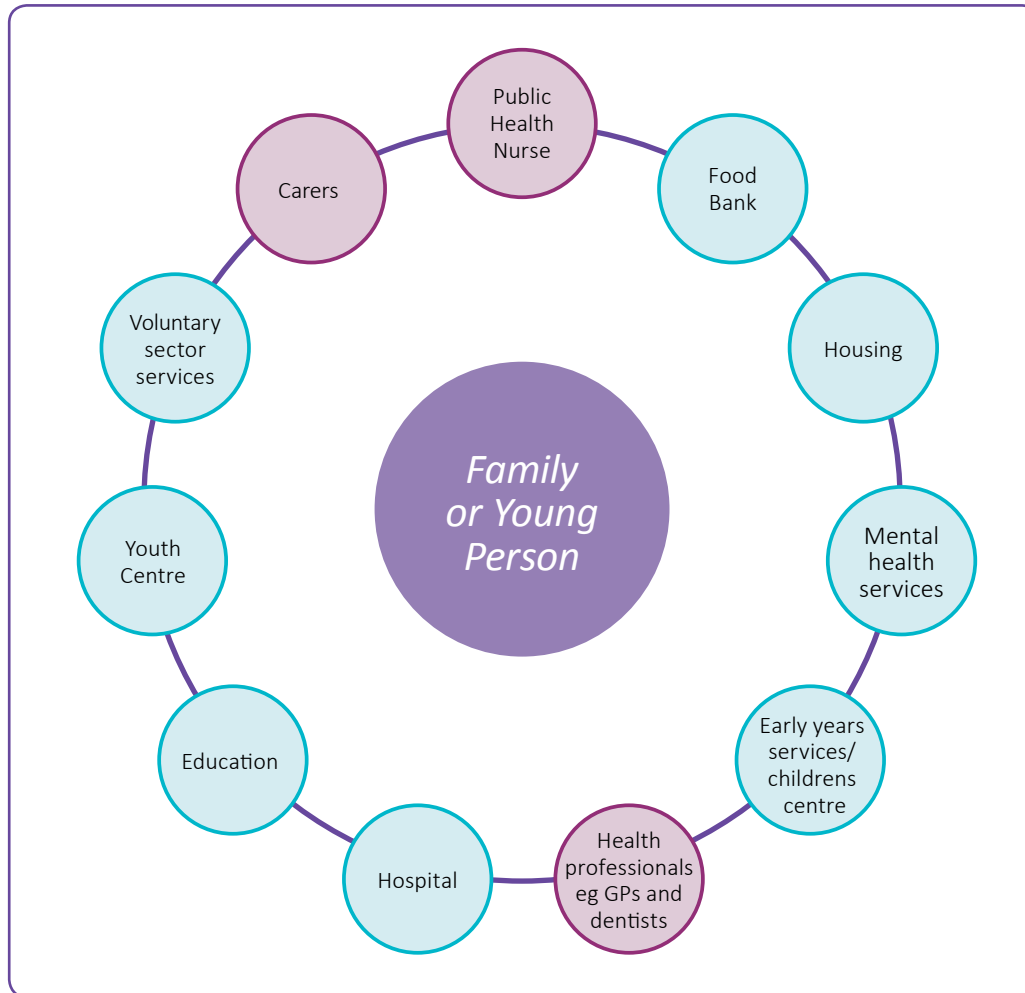 Public
Health
Nurse
Food
Bank
Housing
Mental
health
services
Early years
services/
childrens
centre
Health
professionals
eg GPs and
dentists
Hospital
Education
Youth
Centre
Voluntary
sector
services
Carers
Family
or Young
Person